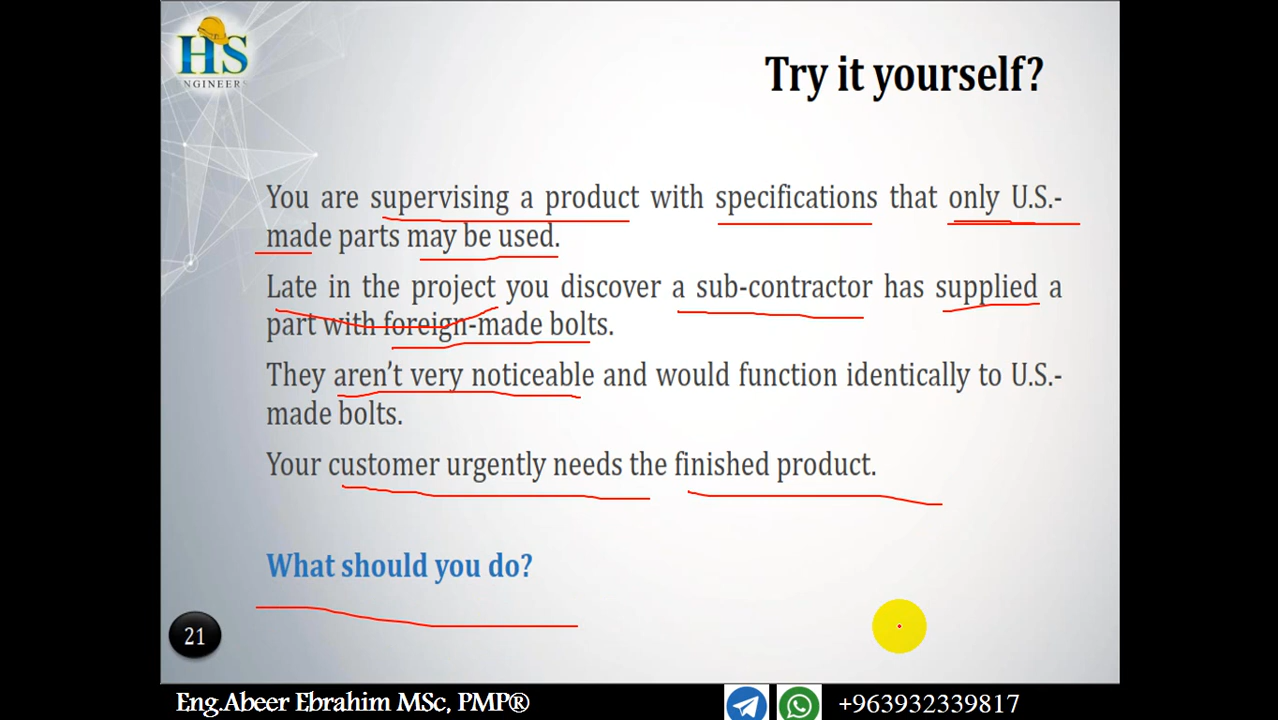 HS
ENGINEERS
Try it yourself?
You are supervising a product with specifications that only U.S.-
made parts may be used.
Late in the project you discover a sub-contractor has supplied a
part with foreign-made bolts.
They aren't very noticeable and would function identically to U.S.-
made bolts.
Your customer urgently needs the finished product.
What should you do?
21
Eng.Abeer Ebrahim MSc, PMP®
+963932339817